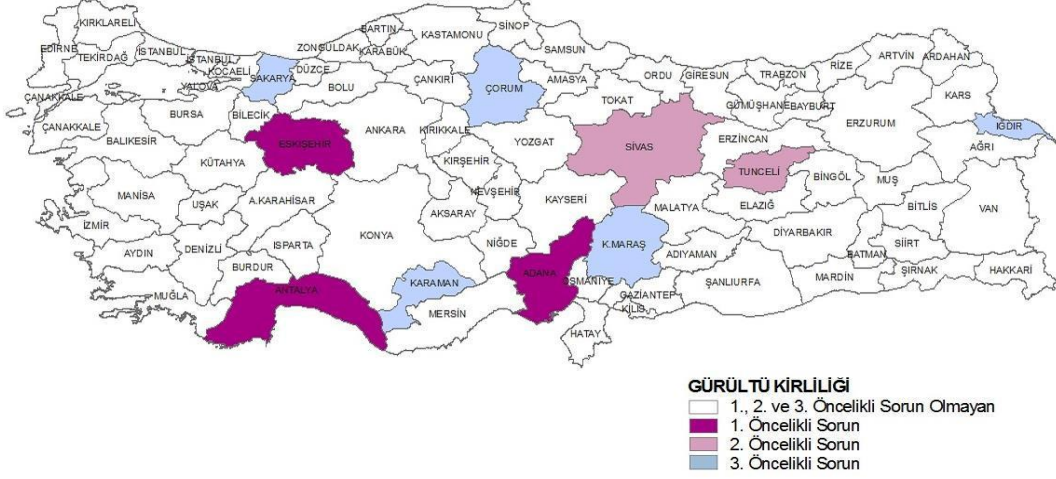 KIRKLARELİ
EDİRNE
TEKİRDAĞ
İSTANBUL
İSTANBUL
KOCAELİ
YALOVA
SAKARYA
DÜZCE
ZONGULDAK
BARTIN
KARABÜK
KASTAMONU
SİNOP
SAMSUN
BOLU
ÇANKIRI
ÇORUM
AMASYA
ORDU
GİRESUN
TRABZON
RİZE
ARTVİN
ARDAHAN
KARS
TOKAT
GÜMÜŞHANE
BAYBURT
ERZURUM
IĞDIR
AĞRI
ÇANAKKALE
ÇANAKKALE
BALIKESİR
BURSA
BİLECİK
ESKİŞEHİR
ANKARA
KIRIKKALE
YOZGAT
SİVAS
ERZİNCAN
TUNCELİ
BİNGÖL
MUŞ
KÜTAHYA
KIRŞEHİR
NEVŞEHİR
KAYSERİ
MALATYA
ELAZIĞ
BİTLİS
VAN
MANİSA
UŞAK
A.KARAHİSAR
AKSARAY
İZMİR
KONYA
NİĞDE
K.MARAŞ
ADIYAMAN
DİYARBAKIR
SİİRT
BATMAN
ŞIRNAK
HAKKARİ
AYDIN
DENİZLİ
ISPARTA
BURDUR
MUĞLA
ANTALYA
KARAMAN
MERSİN
ADANA
OSMANİYE
GAZİANTEP
KİLİS
HATAY
ŞANLIURFA
MARDİN
GÜRÜLTÜ KİRLİLİĞİ
1., 2. ve 3. Öncelikli Sorun Olmayan
1. Öncelikli Sorun
2. Öncelikli Sorun
3. Öncelikli Sorun